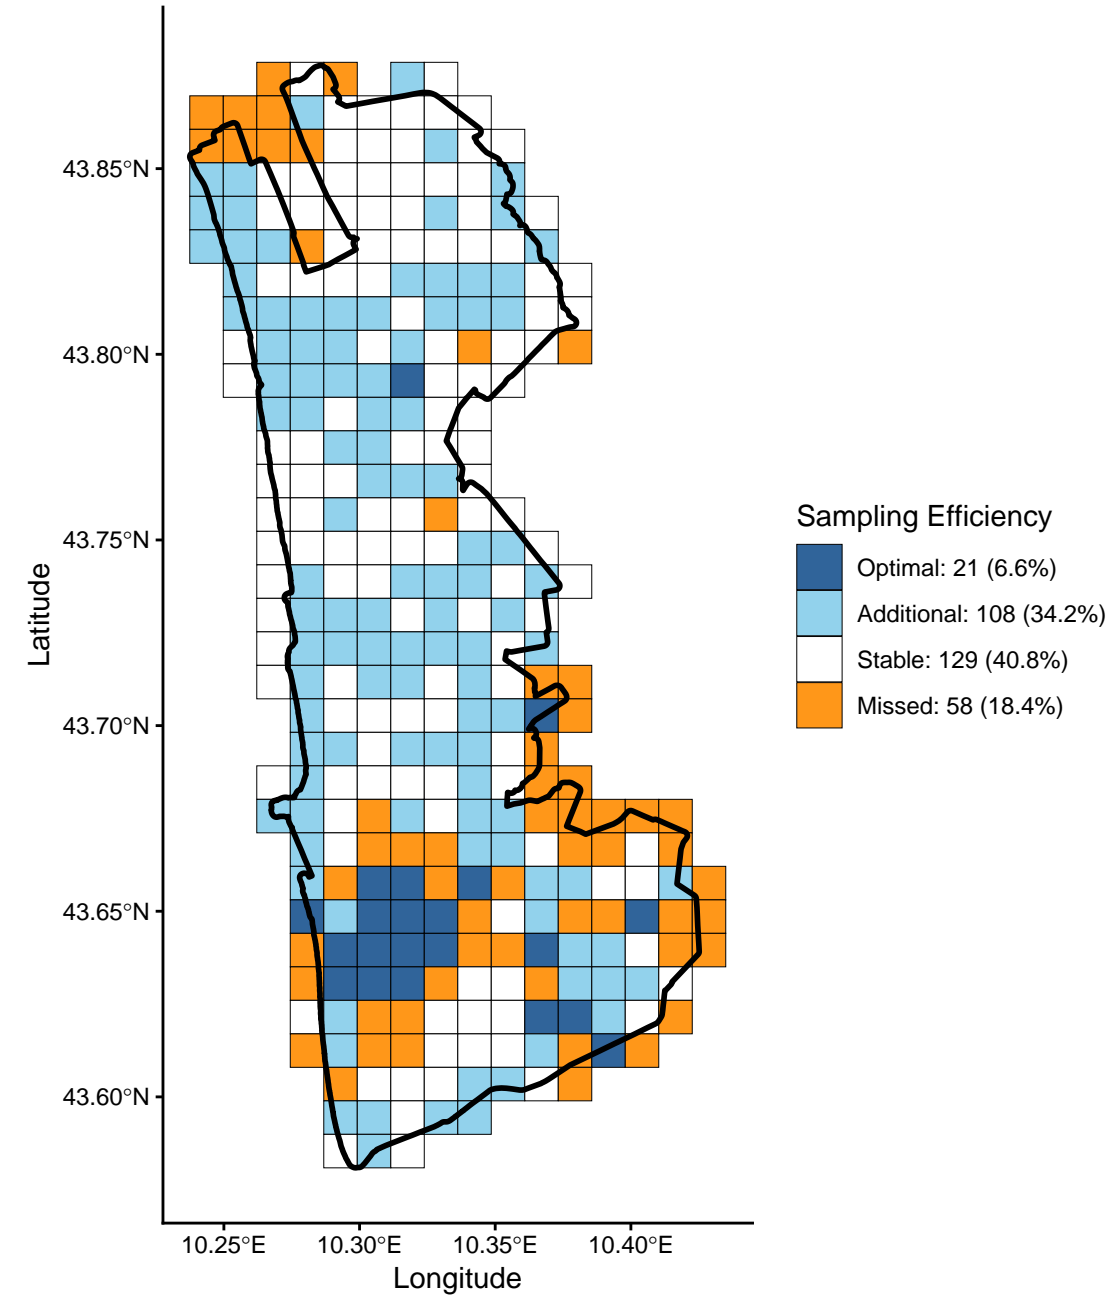 43.85°N
43.80°N
43.75°N
43.70°N
43.65°N
43.60°N
Latitude
10.25°E
10.30°E
10.35°E
10.40°E
Longitude
Sampling Efficiency
Optimal: 21 (6.6%)
Additional: 108 (34.2%)
Stable: 129 (40.8%)
Missed: 58 (18.4%)